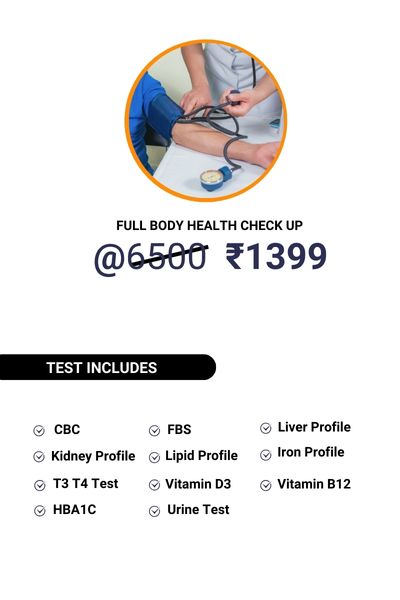 FULL BODY HEALTH CHECK UP
@6500 ₹1399
TEST INCLUDES
CBC FBS Liver Profile
Kidney Profile Lipid Profile Iron Profile
T3 T4 Test Vitamin D3 Vitamin B12
HBA1C Urine Test